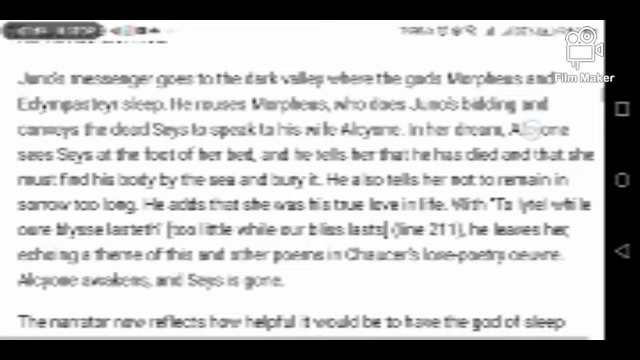 Film Maker
Juno's messenger goes to the dark valley where the gods Morpheus and
Eclympasteyr sleep. He rouses Morpheus, who does Juno's bidding and
conveys the dead Seys to speak to his wife Alcyone. In her dream, Alcyone
sees Seys at the foot of her bed, and he tells her that he has died and that she
must find his body by the sea and bury it. He also tells her not to remain in
sorrow too long. He adds that she was his true love in life. With "To lytel while
oure blysse lasteth" [too little while our bliss lasts] (line 211), he leaves her,
echoing a theme of this and other poems in Chaucer's love-poetry oeuvre.
Alcyone awakens, and Seys is gone.
The narrator now reflects how helpful it would be to have the god of sleep